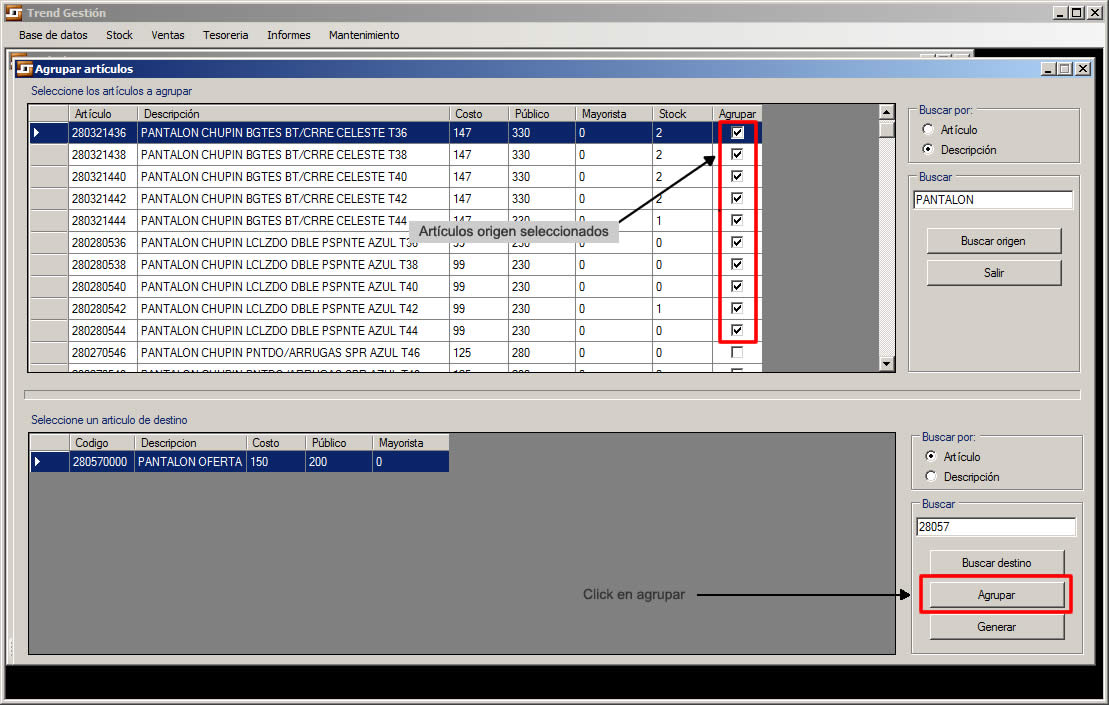 Trend Gestión
Base de datos Stock Ventas Tesoreria Informes Mantenimiento
Agrupar artículos
Seleccione los artículos a agrupar
Artículo Descripción Costo Público Mayorista Stock Agrupar
280321436 PANTALON CHUPIN BGTES BT/CRRE CELESTE T36 147 330 0 2
280321438 PANTALON CHUPIN BGTES BT/CRRE CELESTE T38 147 330 0 2
280321440 PANTALON CHUPIN BGTES BT/CRRE CELESTE T40 147 330 0 2
280321442 PANTALON CHUPIN BGTES BT/CRRE CELESTE T42 147 330 0 2
280321444 PANTALON CHUPIN BGTES BT/CRRE CELESTE T44 1
Artículos origen seleccionados
280280536 PANTALON CHUPIN LCLZDO DBLE PSPNTE AZUL 0
280280538 PANTALON CHUPIN LCLZDO DBLE PSPNTE AZUL T38 99 230 0 0
280280540 PANTALON CHUPIN LCLZDO DBLE PSPNTE AZUL T40 99 230 0 0
280280542 PANTALON CHUPIN LCLZDO DBLE PSPNTE AZUL T42 99 230 0 1
280280544 PANTALON CHUPIN LCLZDO DBLE PSPNTE AZUL T44 99 230 0 0
280270546 PANTALON CHUPIN PNTDO/ARRUGAS SPR AZUL T46 125 280 0 0
Buscar por:
Artículo
Descripción
Buscar
PANTALON
Buscar origen
Salir
Seleccione un articulo de destino
Codigo Descripcion Costo Público Mayorista
280570000 PANTALON OFERTA 150 200 0
Buscar por:
Artículo
Descripción
Buscar
28057
Buscar destino
Click en agrupar
Agrupar
Generar